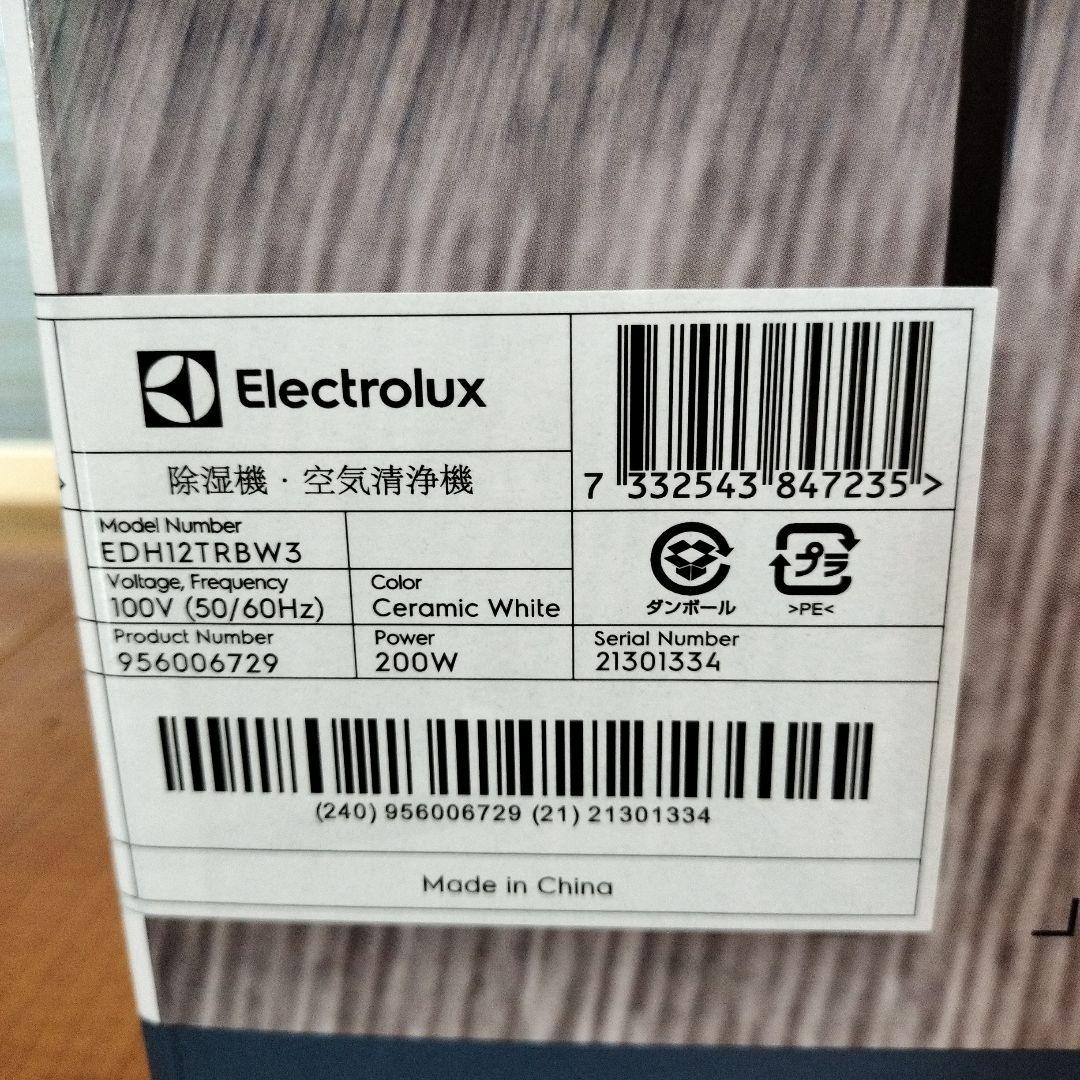 Electrolux
除湿機・空気清浄機
7 332543 847235 >
Model Number
EDH12TRBW3
Voltage, Frequency
100V (50/60Hz)
Color
Ceramic White
ダンボール
プラ
>PE<
Product Number
956006729
Power
200W
Serial Number
21301334
(240) 956006729 (21) 21301334
Made in China